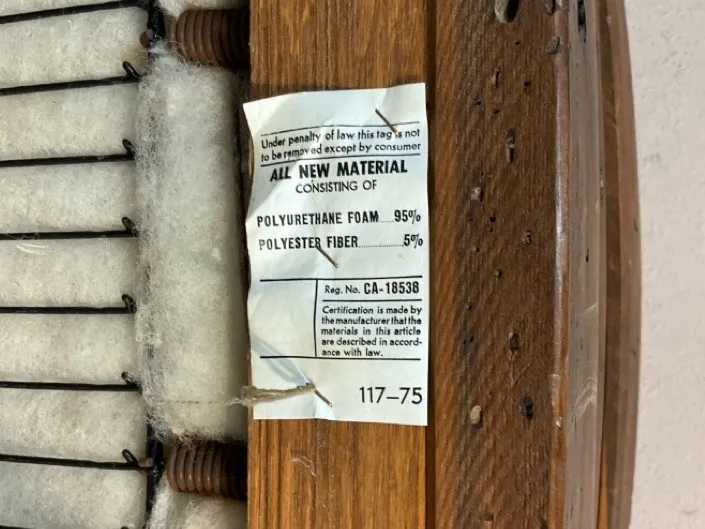 Under penalty of law this tag is not
to be removed except by consumer
ALL NEW MATERIAL
CONSISTING OF
POLYURETHANE FOAM......95%
POLYESTER FIBER................5%
Reg. No. CA-18538
Certification is made by
the manufacturer that the
materials in this article
are described in accord-
ance with law.
117-75